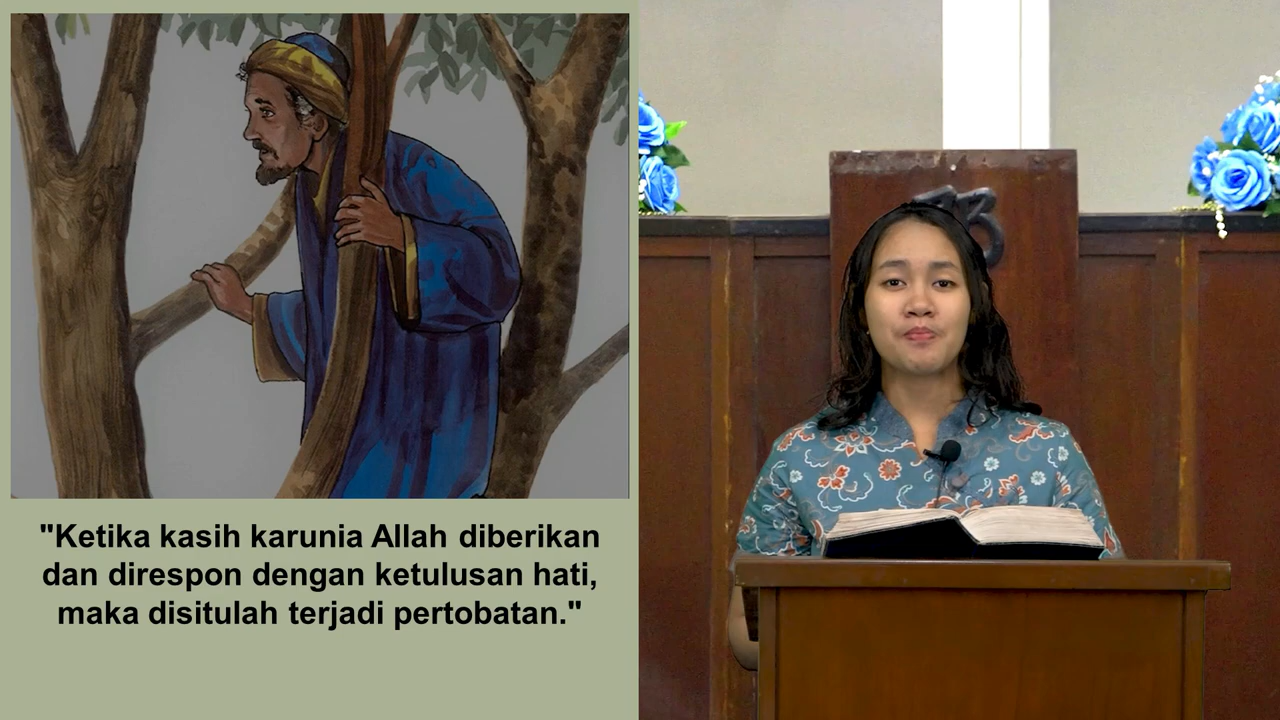 "Ketika kasih karunia Allah diberikan
dan direspon dengan ketulusan hati,
maka disitulah terjadi pertobatan."